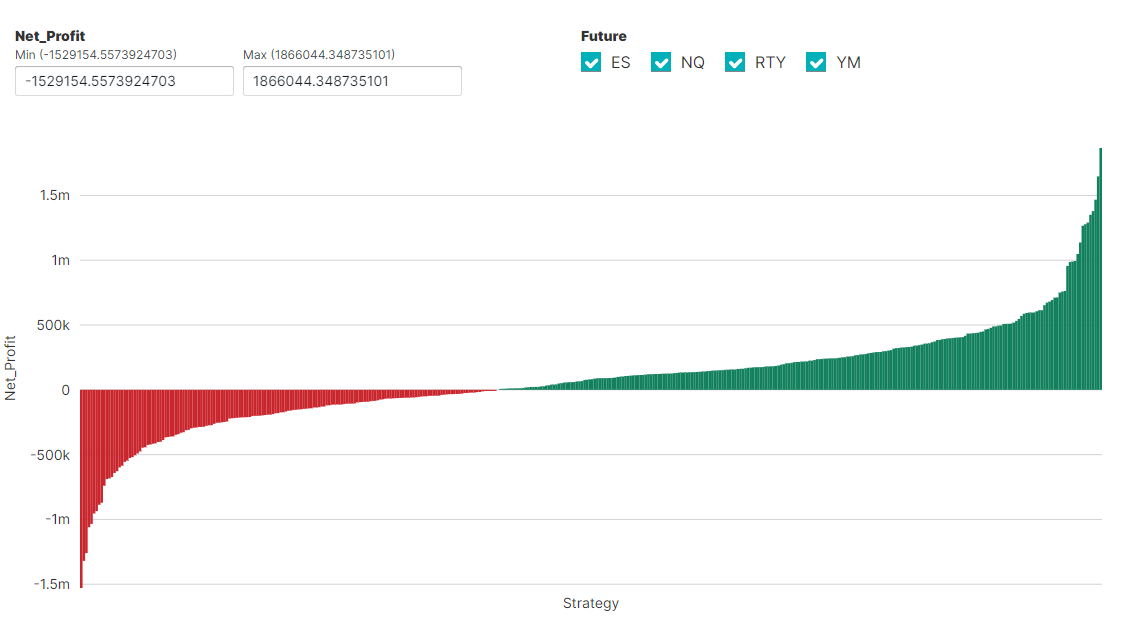 Net_Profit
Min (-1529154.5573924703)
Max (1866044.348735101)
-1529154.5573924703
1866044.348735101
Future
ES
NQ
RTY
YM
1.5m
1m
500k
0
-500k
-1m
-1.5m
Net_Profit
Strategy